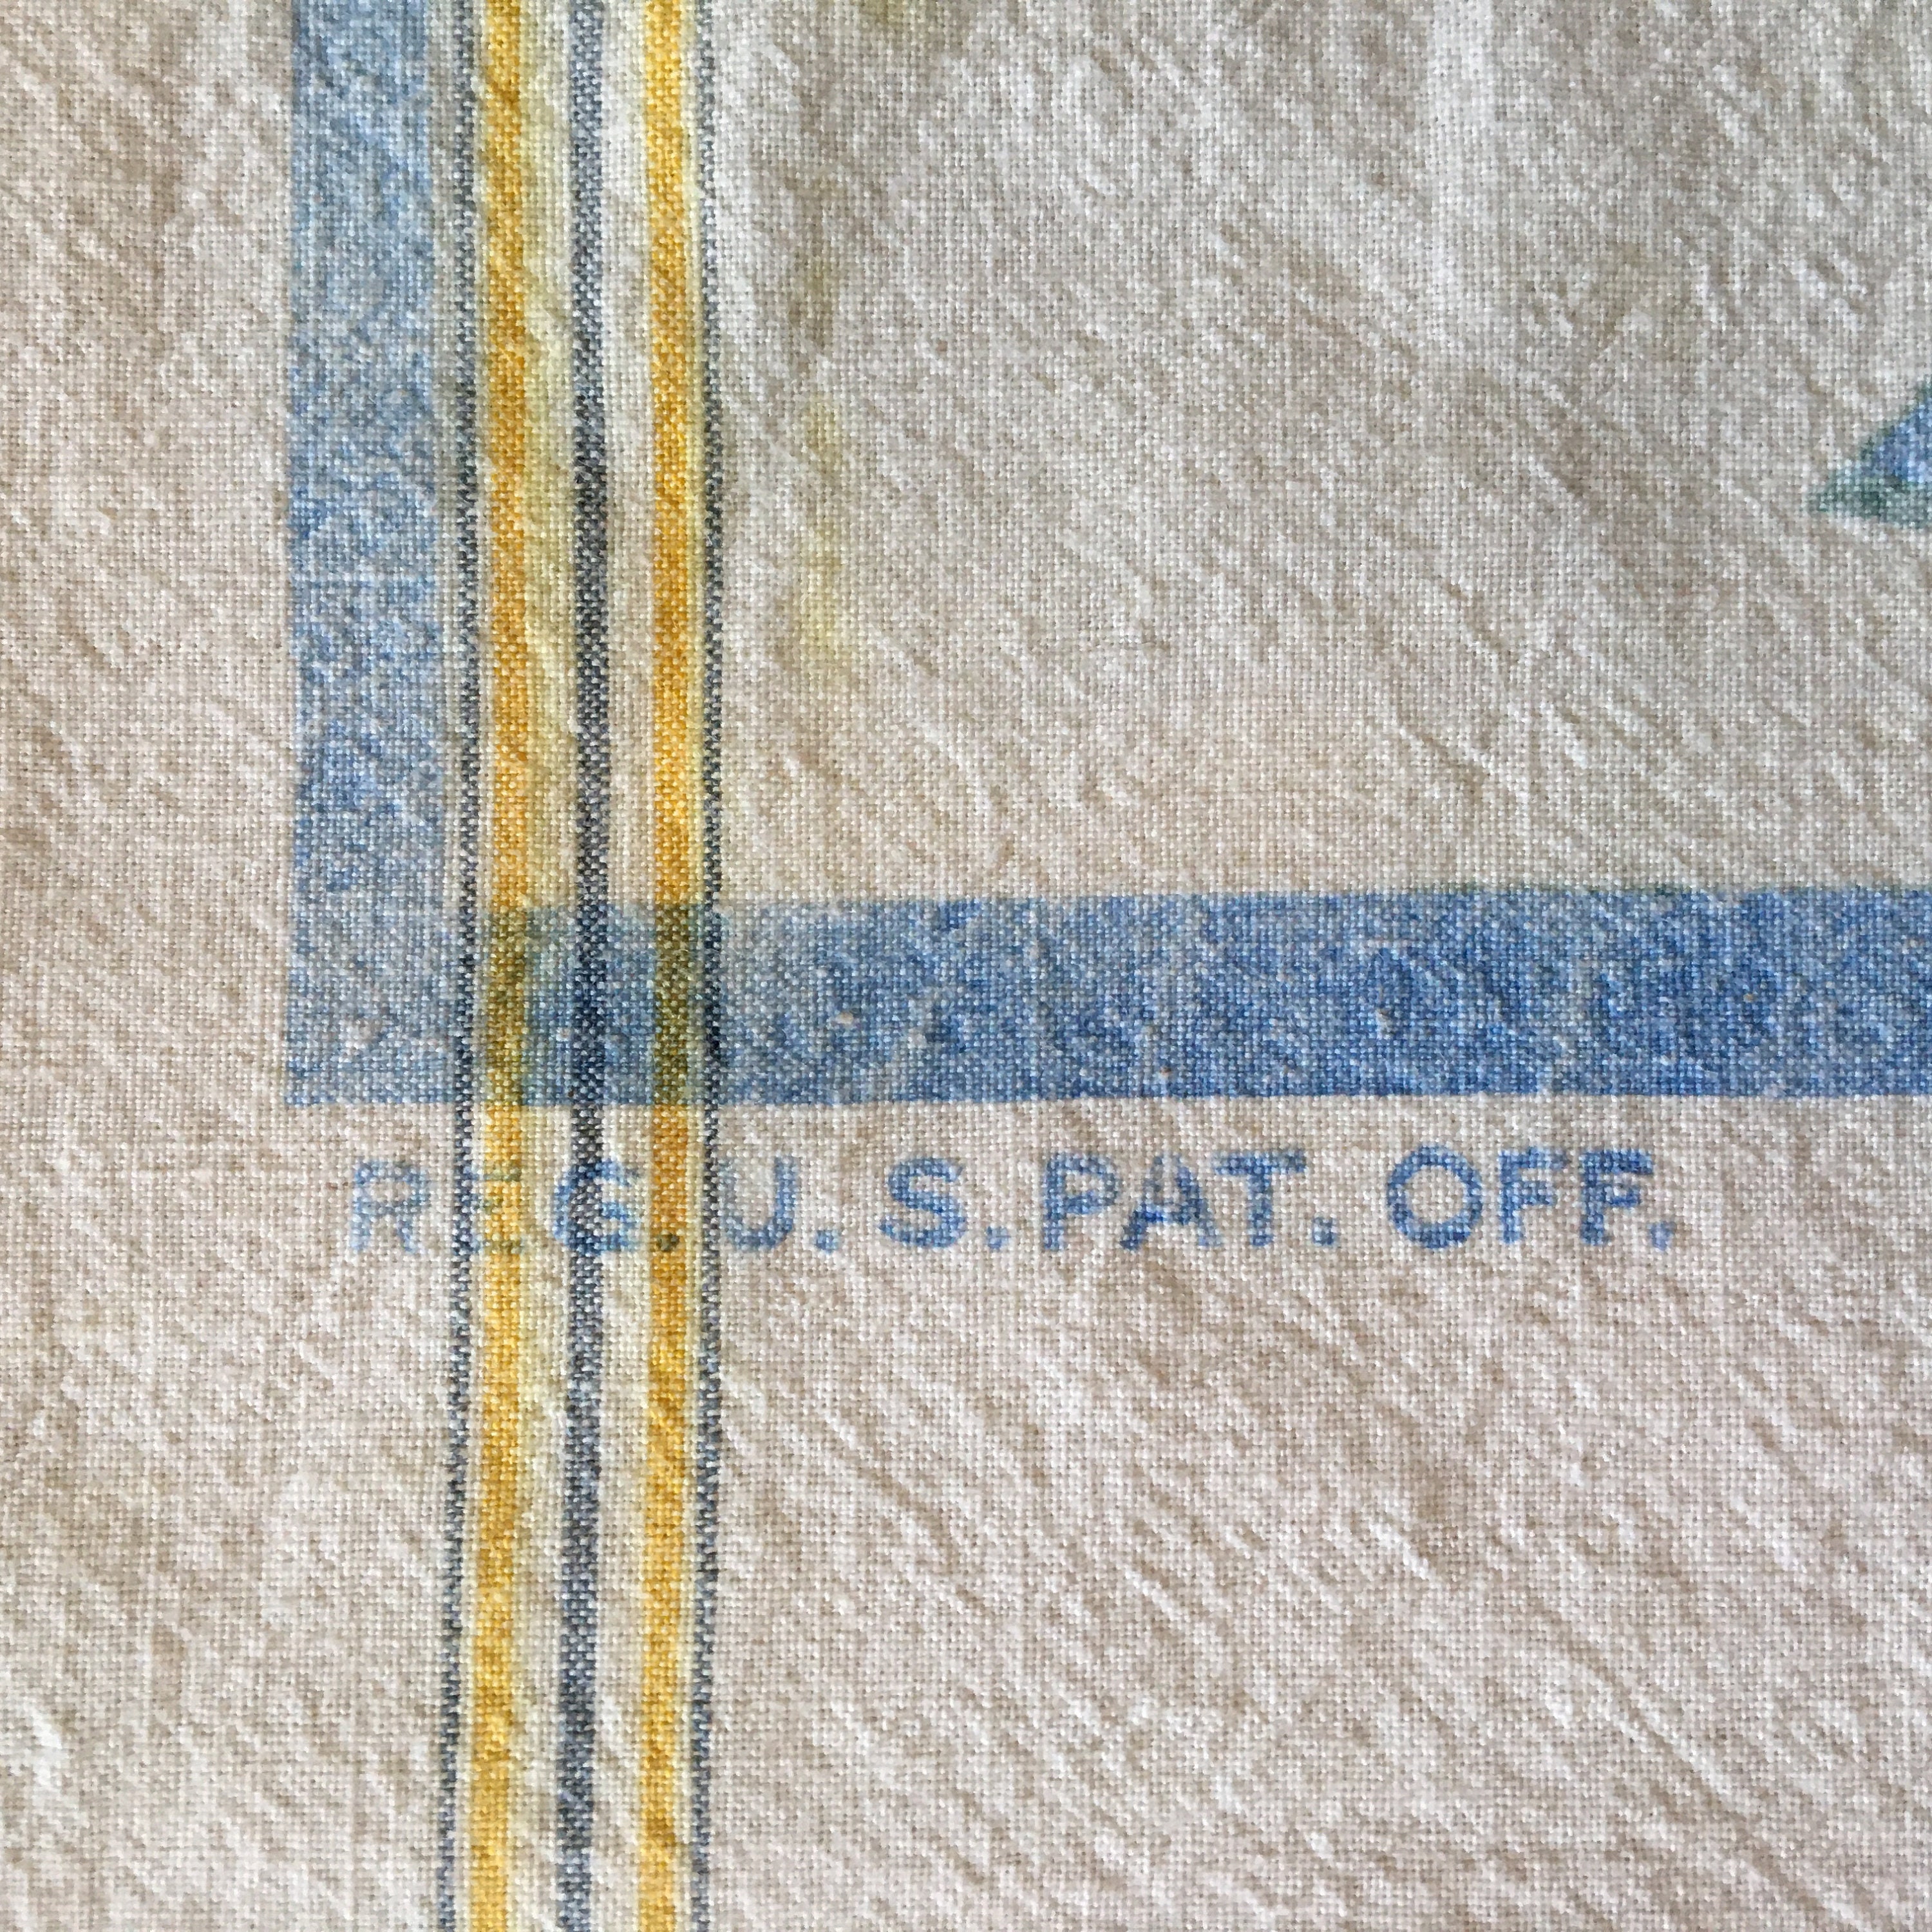 REG. U. S. PAT. OFF.